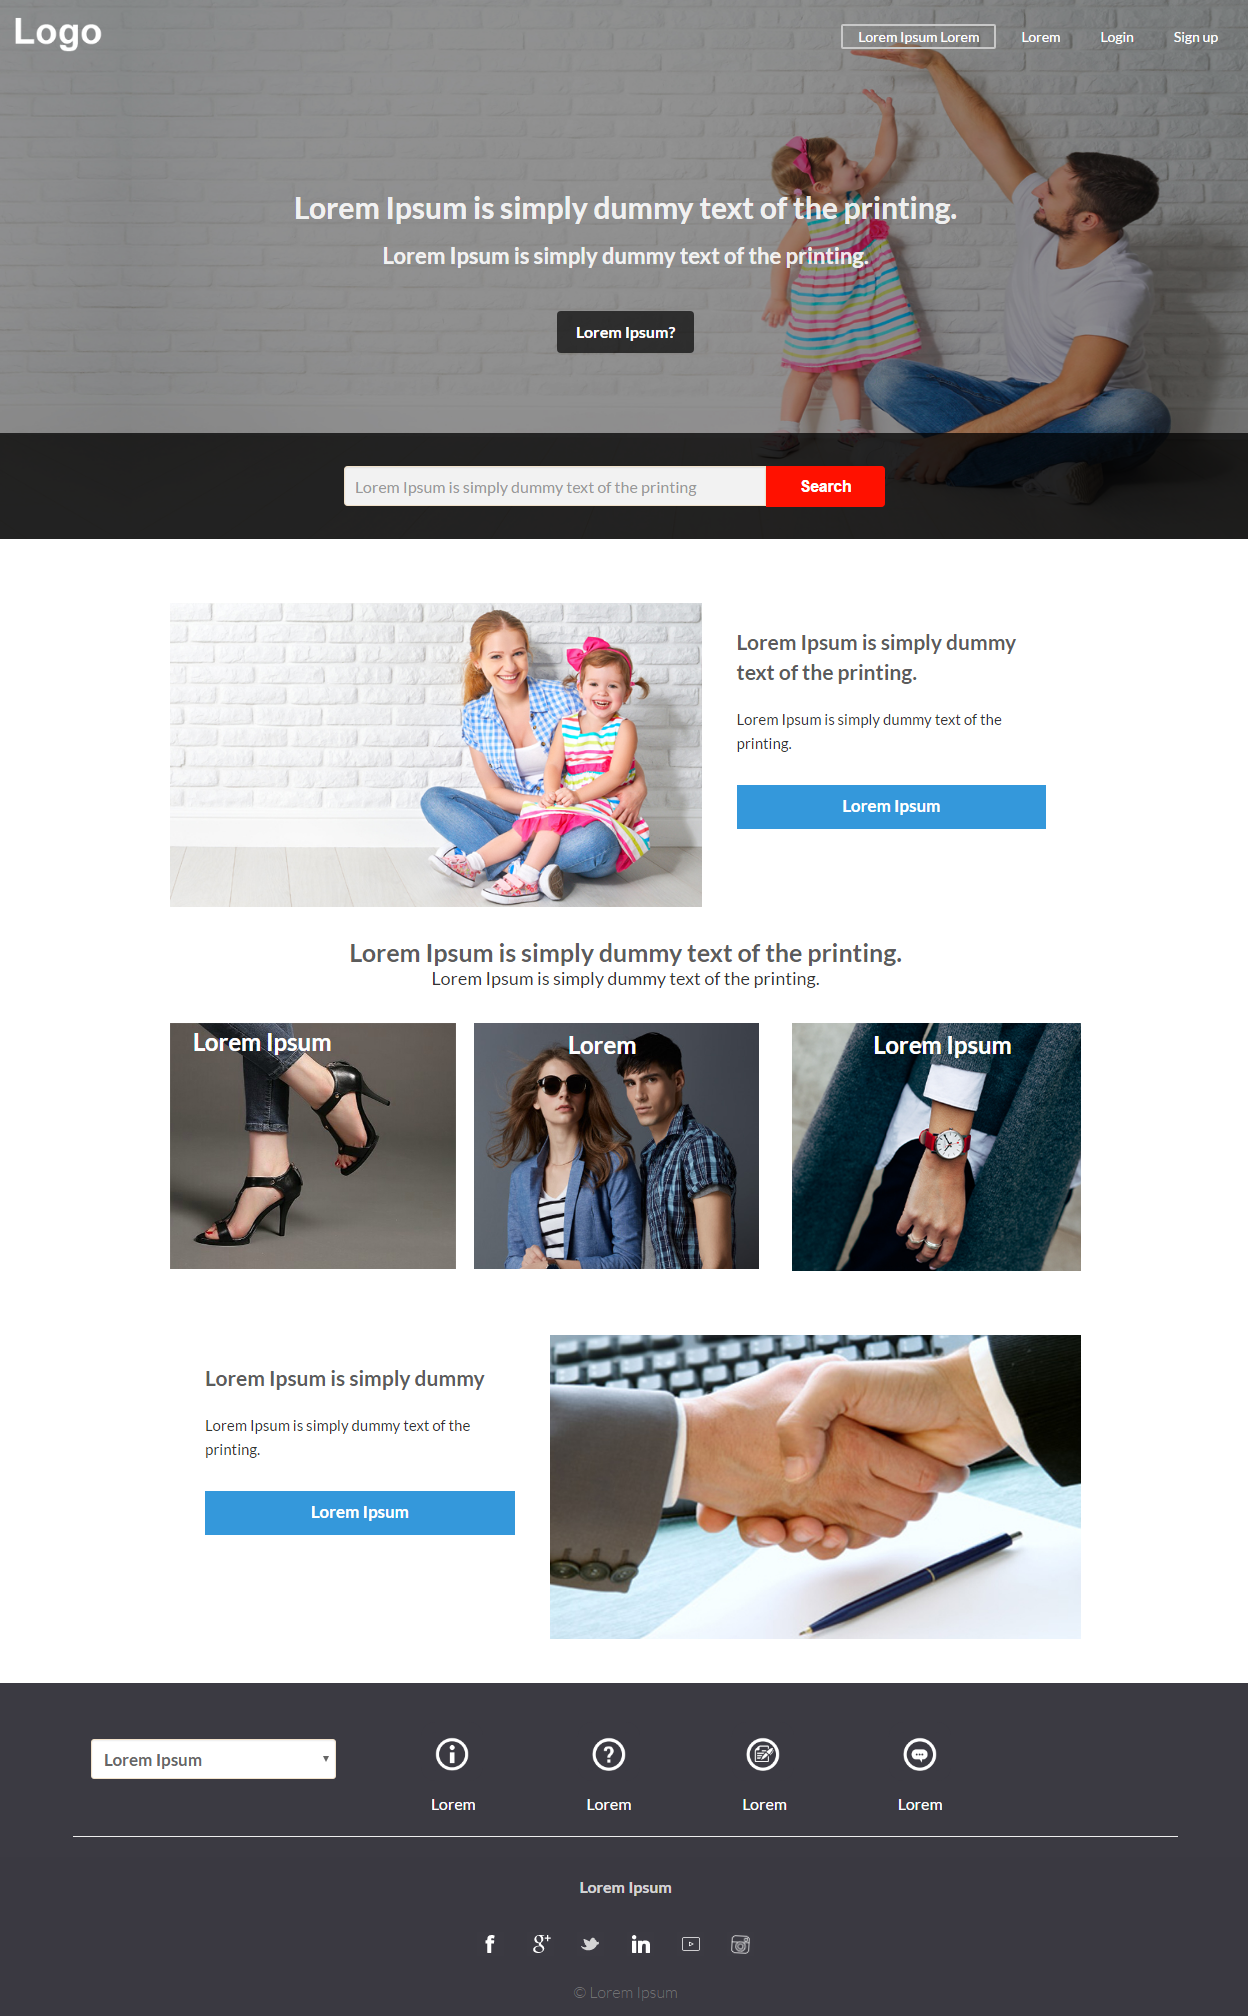 Logo
Lorem Ipsum Lorem
Lorem
Login
Sign up
Lorem Ipsum is simply dummy text of the printing.
Lorem Ipsum is simply dummy text of the printing.
Lorem Ipsum?
Lorem Ipsum is simply dummy text of the printing
Search
Lorem Ipsum is simply dummy
text of the printing.
Lorem Ipsum is simply dummy text of the
printing.
Lorem Ipsum
Lorem Ipsum is simply dummy text of the printing.
Lorem Ipsum is simply dummy text of the printing.
Lorem Ipsum
Lorem
Lorem Ipsum
Lorem Ipsum is simply dummy
Lorem Ipsum is simply dummy text of the
printing.
Lorem Ipsum
Lorem Ipsum
Lorem
Lorem
Lorem
Lorem
Lorem Ipsum
© Lorem Ipsum